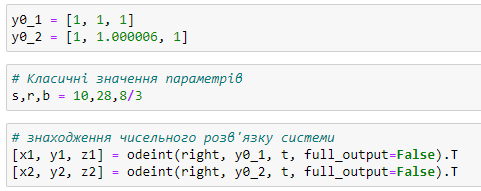 y0_1 = [1, 1, 1]
y0_2 = [1, 1.000006, 1]
# Класичні значення параметрів
s,r,b = 10,28,8/3
# знаходження чисельного розв'язку системи
[x1, y1, z1] = odeint(right, y0_1, t, full_output=False).T
[x2, y2, z2] = odeint(right, y0_2, t, full_output=False).T